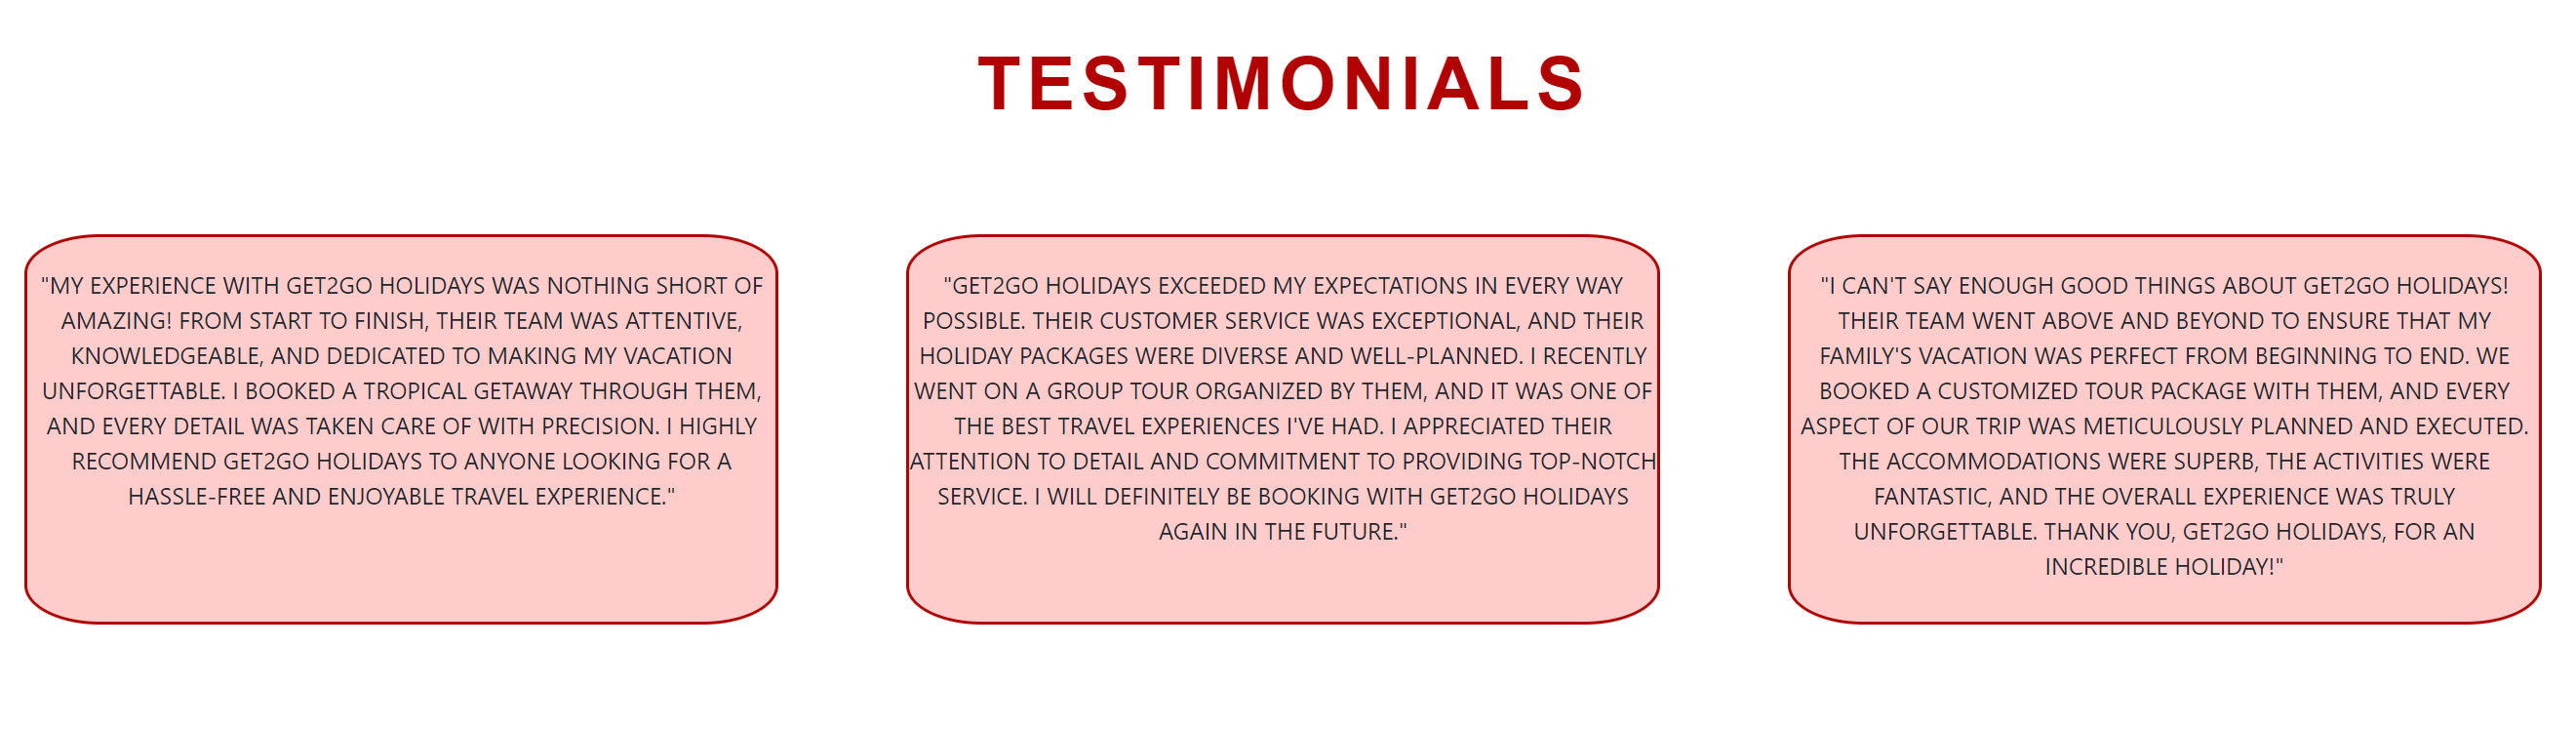 TESTIMONIALS
"MY EXPERIENCE WITH GET2GO HOLIDAYS WAS NOTHING SHORT OF
AMAZING! FROM START TO FINISH, THEIR TEAM WAS ATTENTIVE,
KNOWLEDGEABLE, AND DEDICATED TO MAKING MY VACATION
UNFORGETTABLE. I BOOKED A TROPICAL GETAWAY THROUGH THEM,
AND EVERY DETAIL WAS TAKEN CARE OF WITH PRECISION. I HIGHLY
RECOMMEND GET2GO HOLIDAYS TO ANYONE LOOKING FOR A
HASSLE-FREE AND ENJOYABLE TRAVEL EXPERIENCE."
"GET2GO HOLIDAYS EXCEEDED MY EXPECTATIONS IN EVERY WAY
POSSIBLE. THEIR CUSTOMER SERVICE WAS EXCEPTIONAL, AND THEIR
HOLIDAY PACKAGES WERE DIVERSE AND WELL-PLANNED. I RECENTLY
WENT ON A GROUP TOUR ORGANIZED BY THEM, AND IT WAS ONE OF
THE BEST TRAVEL EXPERIENCES I'VE HAD. I APPRECIATED THEIR
ATTENTION TO DETAIL AND COMMITMENT TO PROVIDING TOP-NOTCH
SERVICE. I WILL DEFINITELY BE BOOKING WITH GET2GO HOLIDAYS
AGAIN IN THE FUTURE."
"I CAN'T SAY ENOUGH GOOD THINGS ABOUT GET2GO HOLIDAYS!
THEIR TEAM WENT ABOVE AND BEYOND TO ENSURE THAT MY
FAMILY'S VACATION WAS PERFECT FROM BEGINNING TO END. WE
BOOKED A CUSTOMIZED TOUR PACKAGE WITH THEM, AND EVERY
ASPECT OF OUR TRIP WAS METICULOUSLY PLANNED AND EXECUTED.
THE ACCOMMODATIONS WERE SUPERB, THE ACTIVITIES WERE
FANTASTIC, AND THE OVERALL EXPERIENCE WAS TRULY
UNFORGETTABLE. THANK YOU, GET2GO HOLIDAYS, FOR AN
INCREDIBLE HOLIDAY!"